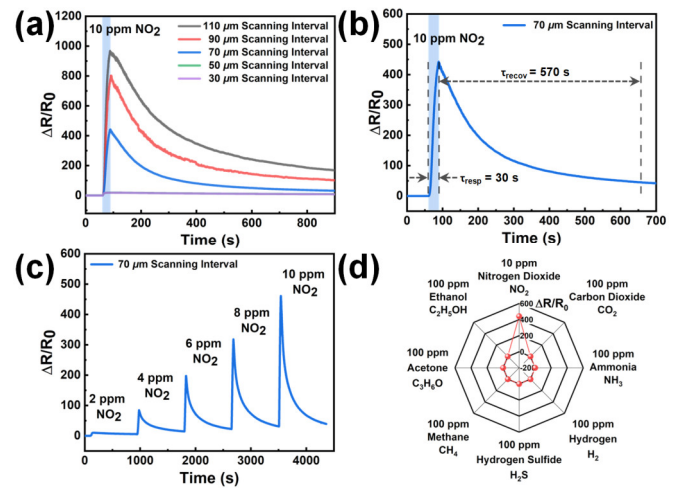 (a)
10 ppm NO2
110 μm Scanning Interval
90 μm Scanning Interval
70 μm Scanning Interval
50 μm Scanning Interval
30 μm Scanning Interval
ΔR/R0
1200
1000
800
600
400
200
0
0 200 400 600 800
Time (s)
(b)
70 μm Scanning Interval
10 ppm NO2
τrecov = 570 s
τresp = 30 s
ΔR/R0
600
500
400
300
200
100
0
0 100 200 300 400 500 600 700
Time (s)
(c)
70 μm Scanning Interval
10 ppm
NO2
8 ppm
NO2
6 ppm
NO2
4 ppm
NO2
2 ppm
NO2
ΔR/R0
600
500
400
300
200
100
0
0 1000 2000 3000 4000
Time (s)
(d)
10 ppm
Nitrogen Dioxide
NO2
100 ppm
Carbon Dioxide
CO2
100 ppm
Ammonia
NH3
100 ppm
Hydrogen
H2
100 ppm
Hydrogen Sulfide
H2S
100 ppm
Methane
CH4
100 ppm
Acetone
C3H6O
100 ppm
Ethanol
C2H5OH
ΔR/R0
600
400
200
0
-200